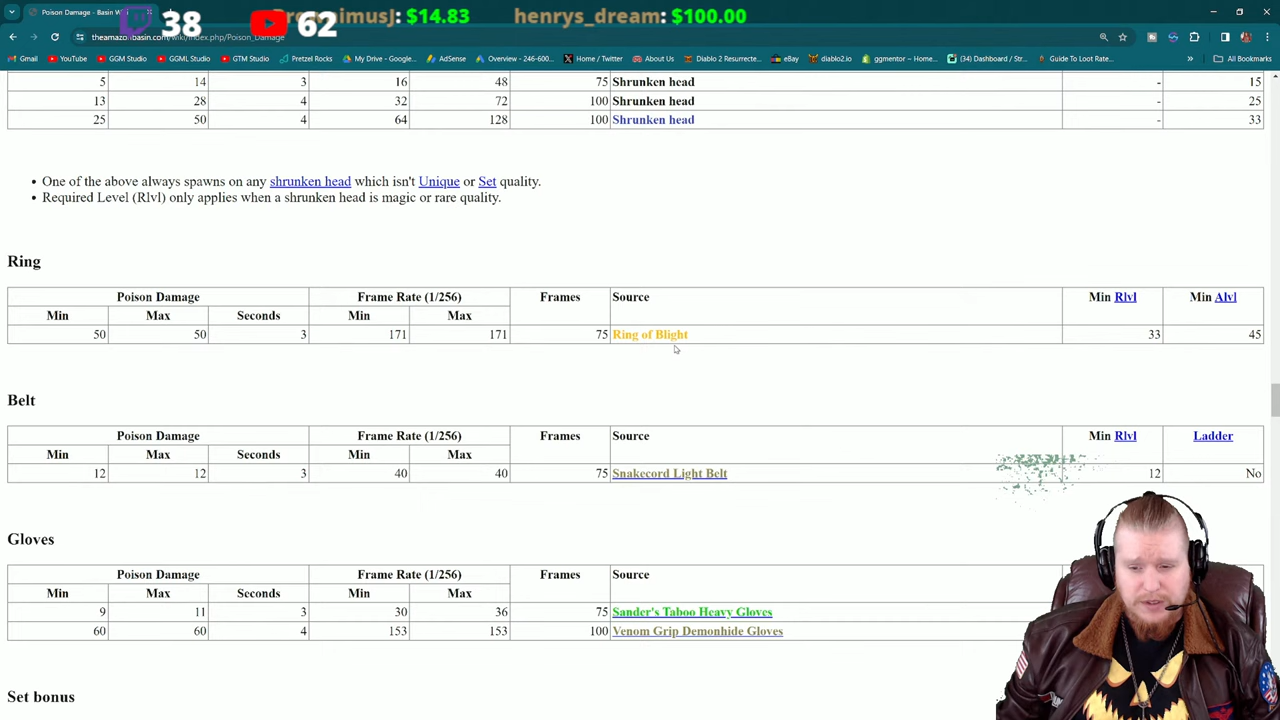 PrommimusJ: $14.83 henrys_dream: $100.00
38 62
Poison Damage - Basin W
theamazonbasin.com/wiki/index.php/Poison_Damage
Gmail YouTube GGM Studio GGML Studio GTM Studio Pretzel Rocks My Drive - Google... AdSense Overview - 246-600... Home / Twitter About Us Diablo 2 Resurrecte... eBay diablo2.io ggmentor – Home... (34) Dashboard / Str... Guide To Loot Rate... » All Bookmarks
5 14 3 16 48 75 Shrunken head - 15
13 28 4 32 72 100 Shrunken head - 25
25 50 4 64 128 100 Shrunken head - 33
• One of the above always spawns on any shrunken head which isn't Unique or Set quality.
• Required Level (Rlvl) only applies when a shrunken head is magic or rare quality.
Ring
Poison Damage Frame Rate (1/256) Frames Source Min Rlvl Min Alvl
Min Max Seconds Min Max
50 50 3 171 171 75 Ring of Blight 33 45
Belt
Poison Damage Frame Rate (1/256) Frames Source Min Rlvl Ladder
Min Max Seconds Min Max
12 12 3 40 40 75 Snakecord Light Belt 12 No
Gloves
Poison Damage Frame Rate (1/256) Frames Source
Min Max Seconds Min Max
9 11 3 30 36 75 Sander's Taboo Heavy Gloves
60 60 4 153 153 100 Venom Grip Demonhide Gloves
Set bonus